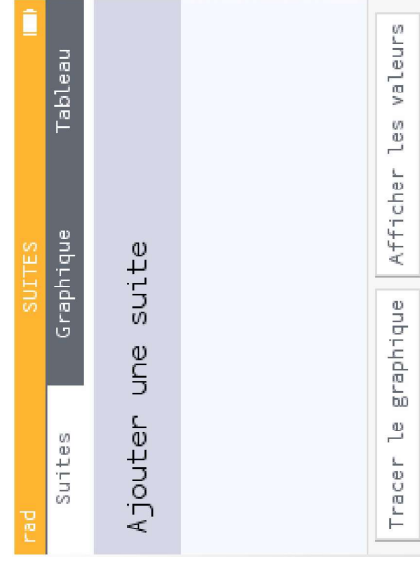 rad SUITES
Suites Graphique Tableau
Ajouter une suite
Tracer le graphique Afficher les valeurs